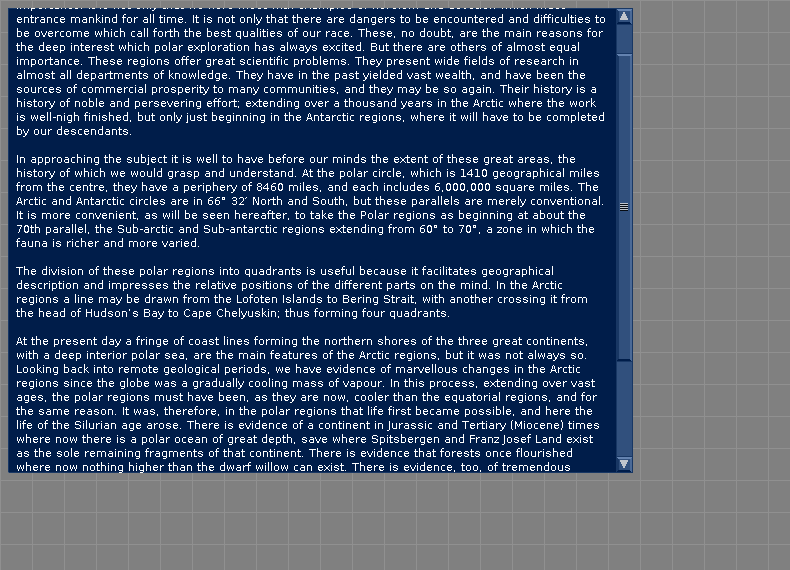 entrance mankind for all time. It is not only that there are dangers to be encountered and difficulties to
be overcome which call forth the best qualities of our race. These, no doubt, are the main reasons for
the deep interest which polar exploration has always excited. But there are others of almost equal
importance. These regions offer great scientific problems. They present wide fields of research in
almost all departments of knowledge. They have in the past yielded vast wealth, and have been the
sources of commercial prosperity to many communities, and they may be so again. Their history is a
history of noble and persevering effort; extending over a thousand years in the Arctic where the work
is well-nigh finished, but only just beginning in the Antarctic regions, where it will have to be completed
by our descendants.
In approaching the subject it is well to have before our minds the extent of these great areas, the
history of which we would grasp and understand. At the polar circle, which is 1410 geographical miles
from the centre, they have a periphery of 8460 miles, and each includes 6,000,000 square miles. The
Arctic and Antarctic circles are in 66° 32′ North and South, but these parallels are merely conventional.
It is more convenient, as will be seen hereafter, to take the Polar regions as beginning at about the
70th parallel, the Sub-arctic and Sub-antarctic regions extending from 60° to 70°, a zone in which the
fauna is richer and more varied.
The division of these polar regions into quadrants is useful because it facilitates geographical
description and impresses the relative positions of the different parts on the mind. In the Arctic
regions a line may be drawn from the Lofoten Islands to Bering Strait, with another crossing it from
the head of Hudson's Bay to Cape Chelyuskin; thus forming four quadrants.
At the present day a fringe of coast lines forming the northern shores of the three great continents,
with a deep interior polar sea, are the main features of the Arctic regions, but it was not always so.
Looking back into remote geological periods, we have evidence of marvellous changes in the Arctic
regions since the globe was a gradually cooling mass of vapour. In this process, extending over vast
ages, the polar regions must have been, as they are now, cooler than the equatorial regions, and for
the same reason. It was, therefore, in the polar regions that life first became possible, and here the
life of the Silurian age arose. There is evidence of a continent in Jurassic and Tertiary (Miocene) times
where now there is a polar ocean of great depth, save where Spitsbergen and Franz Josef Land exist
as the sole remaining fragments of that continent. There is evidence that forests once flourished
where now nothing higher than the dwarf willow can exist. There is evidence, too, of tremendous